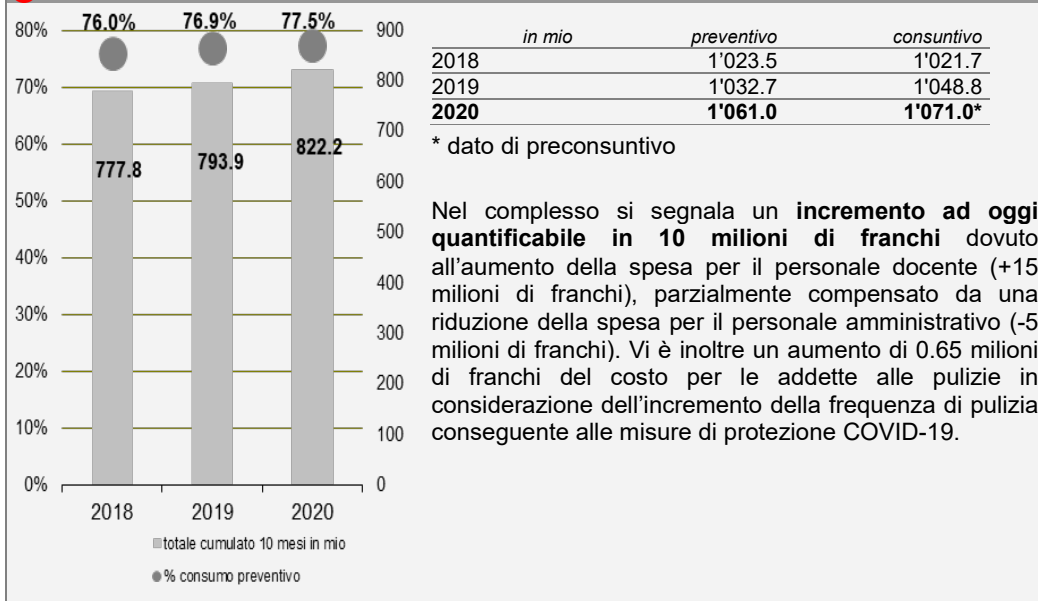 76.0% 76.9% 77.5%
80% 900
70% 800
60% 700
50% 600
40% 500
30% 400
20% 300
10% 200
0% 100
0
777.8 793.9 822.2
2018 2019 2020
totale cumulato 10 mesi in mio
% consumo preventivo
in mio preventivo consuntivo
2018 1’023.5 1'021.7
2019 1'032.7 1'048.8
2020 1'061.0 1'071.0*
* dato di preconsuntivo
Nel complesso si segnala un incremento ad oggi
quantificabile in 10 milioni di franchi dovuto
all’aumento della spesa per il personale docente (+15
milioni di franchi), parzialmente compensato da una
riduzione della spesa per il personale amministrativo (-5
milioni di franchi). Vi è inoltre un aumento di 0.65 milioni
di franchi del costo per le addette alle pulizie in
considerazione dell’incremento della frequenza di pulizia
conseguente alle misure di protezione COVID-19.